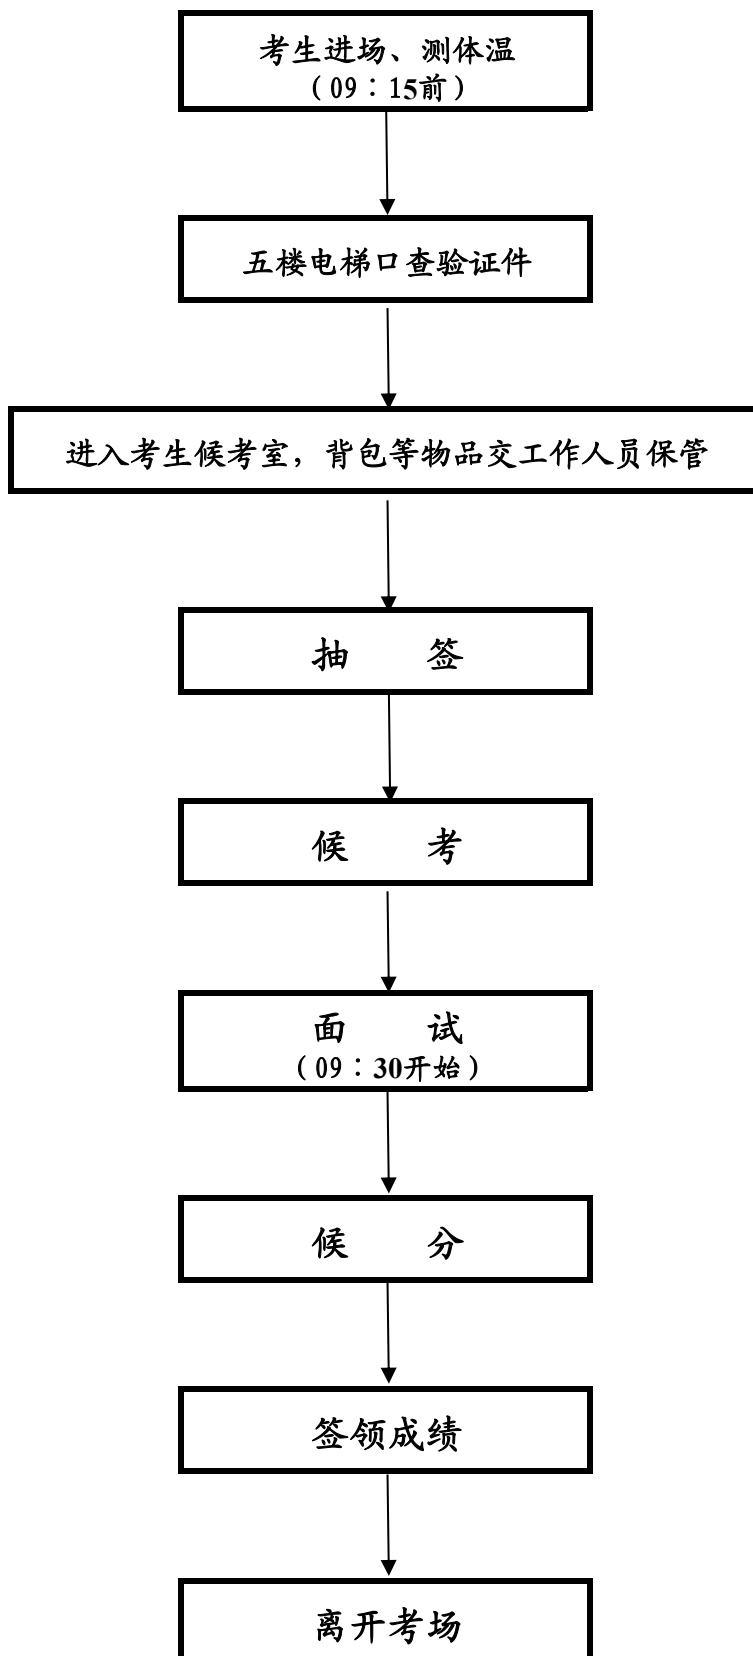 考生进场、测体温
（09：15前）
五楼电梯口查验证件
进入考生候考室，背包等物品交工作人员保管
抽 签
候 考
面 试
（09：30开始）
候 分
签领成绩
离开考场